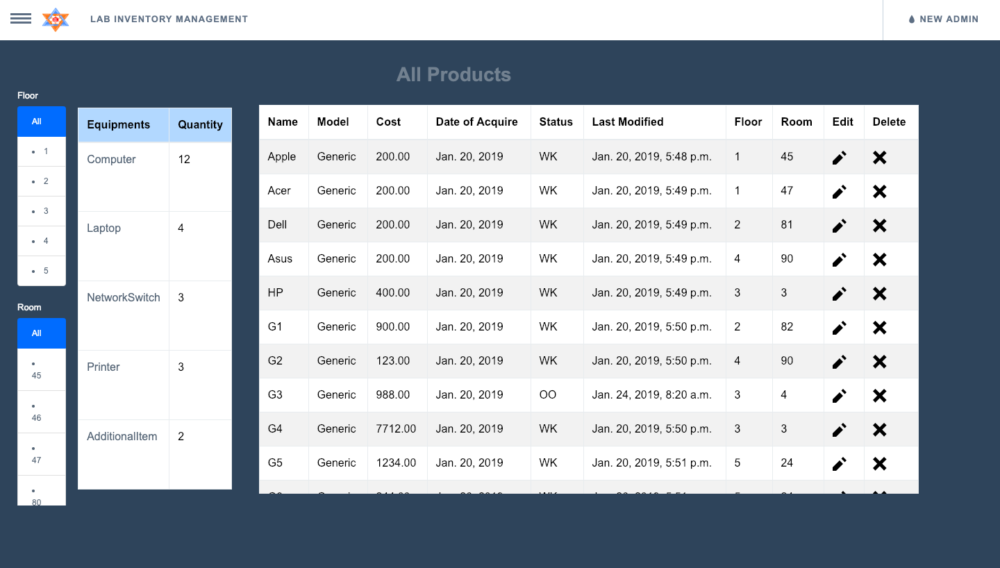 LAB INVENTORY MANAGEMENT
NEW ADMIN
All Products
Floor
All
1
2
3
4
5
Room
All
45
46
47
80
Equipments Quantity
Computer 12
Laptop 4
NetworkSwitch 3
Printer 3
AdditionalItem 2
Name Model Cost Date of Acquire Status Last Modified Floor Room Edit Delete
Apple Generic 200.00 Jan. 20, 2019 WK Jan. 20, 2019, 5:48 p.m. 1 45
Acer Generic 200.00 Jan. 20, 2019 WK Jan. 20, 2019, 5:49 p.m. 1 47
Dell Generic 200.00 Jan. 20, 2019 WK Jan. 20, 2019, 5:49 p.m. 2 81
Asus Generic 200.00 Jan. 20, 2019 WK Jan. 20, 2019, 5:49 p.m. 4 90
HP Generic 400.00 Jan. 20, 2019 WK Jan. 20, 2019, 5:49 p.m. 3 3
G1 Generic 900.00 Jan. 20, 2019 WK Jan. 20, 2019, 5:50 p.m. 2 82
G2 Generic 123.00 Jan. 20, 2019 WK Jan. 20, 2019, 5:50 p.m. 4 90
G3 Generic 988.00 Jan. 20, 2019 OO Jan. 24, 2019, 8:20 a.m. 3 4
G4 Generic 7712.00 Jan. 20, 2019 WK Jan. 20, 2019, 5:50 p.m. 3 3
G5 Generic 1234.00 Jan. 20, 2019 WK Jan. 20, 2019, 5:51 p.m. 5 24